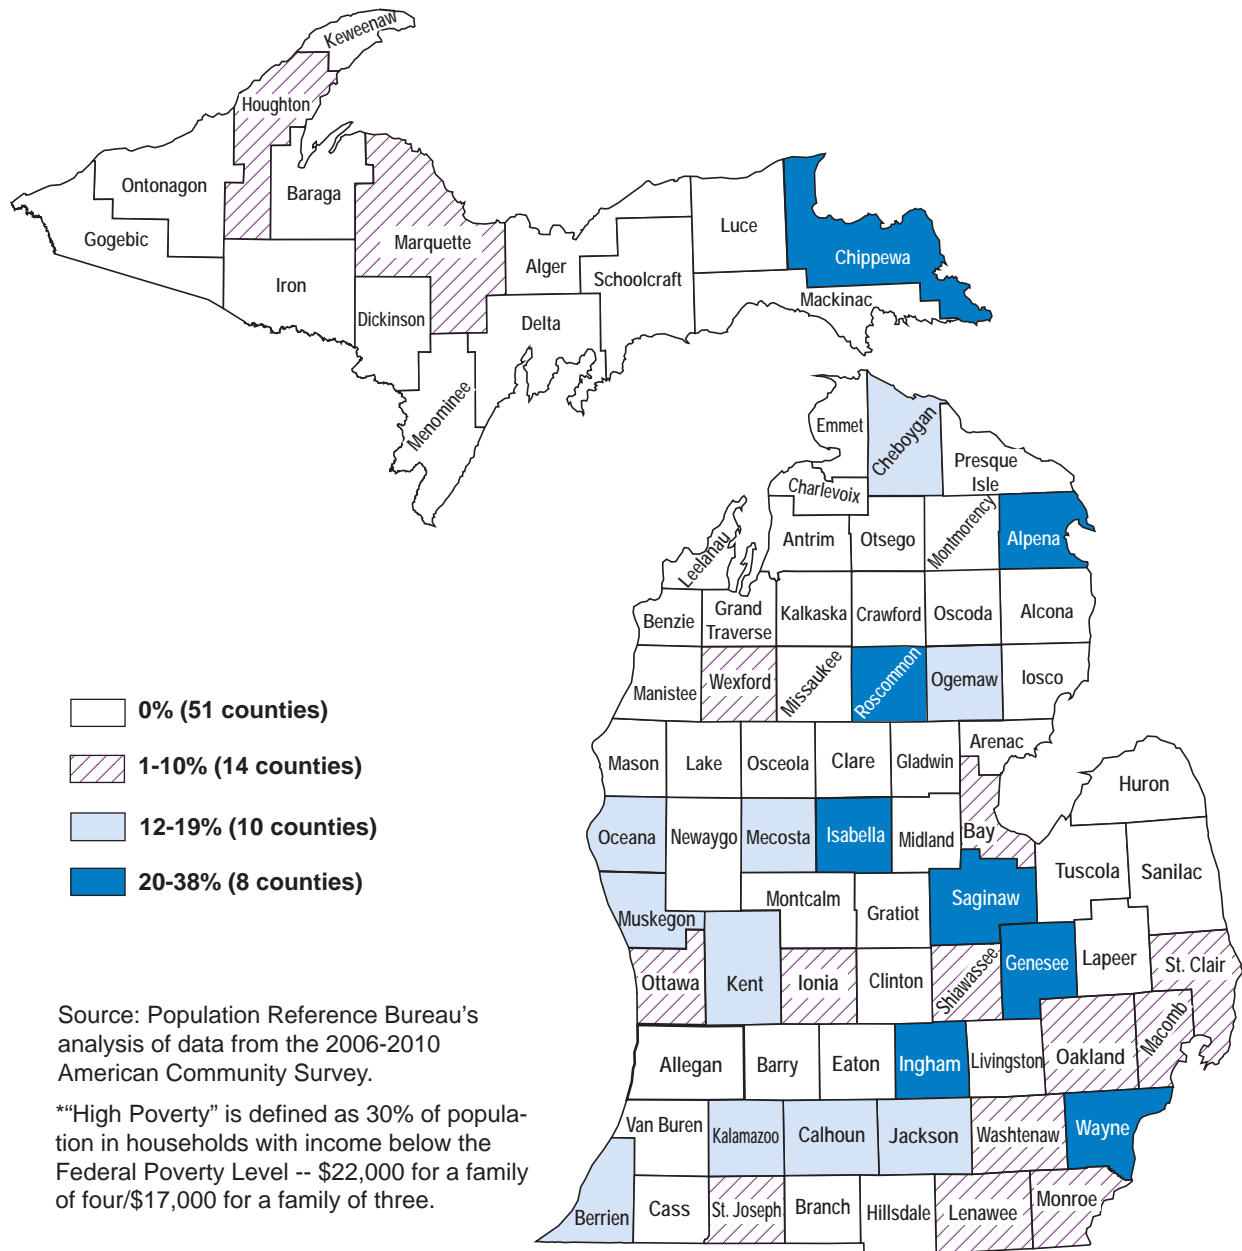 Keweenaw
Houghton
Ontonagon
Baraga
Gogebic
Marquette
Luce
Chippewa
Alger
Schoolcraft
Iron
Mackinac
Dickinson
Delta
Menominee
Emmet
Cheboygan
Presque
Isle
Charlevoix
Leelanau
Antrim
Otsego
Montmorency
Alpena
Benzie
Grand
Traverse
Kalkaska
Crawford
Oscoda
Alcona
Manistee
Wexford
Missaukee
Roscommon
Ogemaw
Iosco
0% (51 counties)
1-10% (14 counties)
12-19% (10 counties)
20-38% (8 counties)
Mason
Lake
Osceola
Clare
Gladwin
Arenac
Huron
Oceana
Newaygo
Mecosta
Isabella
Midland
Bay
Tuscola
Sanilac
Muskegon
Montcalm
Gratiot
Saginaw
Ottawa
Kent
Ionia
Clinton
Shiawassee
Genesee
Lapeer
St. Clair
Allegan
Barry
Eaton
Ingham
Livingston
Oakland
Macomb
Van Buren
Kalamazoo
Calhoun
Jackson
Washtenaw
Wayne
Berrien
Cass
St. Joseph
Branch
Hillsdale
Lenawee
Monroe
Source: Population Reference Bureau's
analysis of data from the 2006-2010
American Community Survey.
*“High Poverty” is defined as 30% of popula-
tion in households with income below the
Federal Poverty Level -- $22,000 for a family
of four/$17,000 for a family of three.